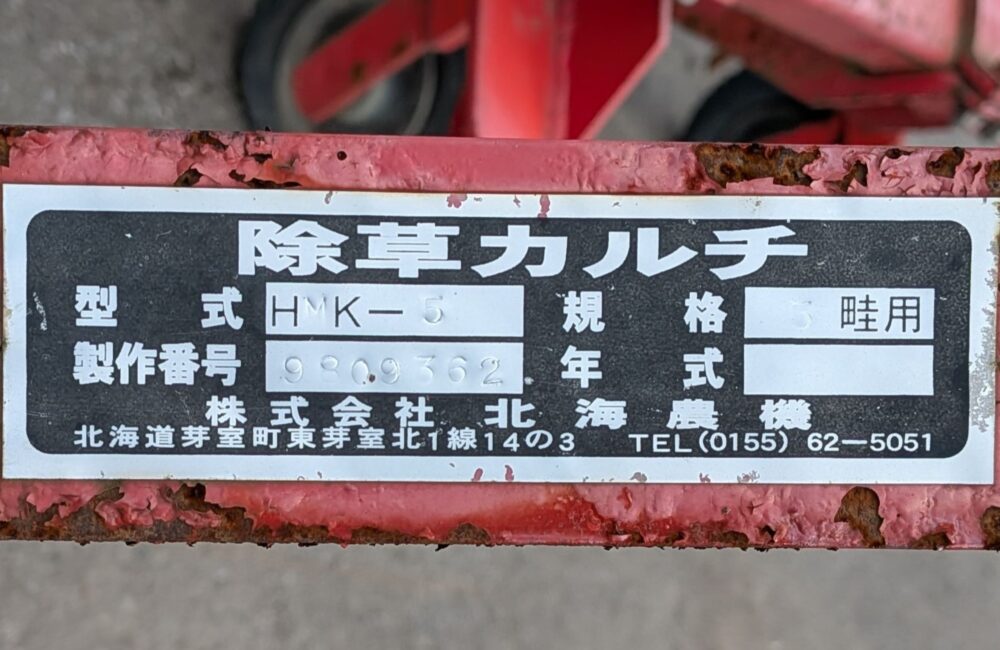 除草カルチ
型式 HMK-5 規格 5畦用
製作番号 9809362 年式
株式会社 北海農機
北海道芽室町東芽室北1線14の3 TEL(0155)62-5051